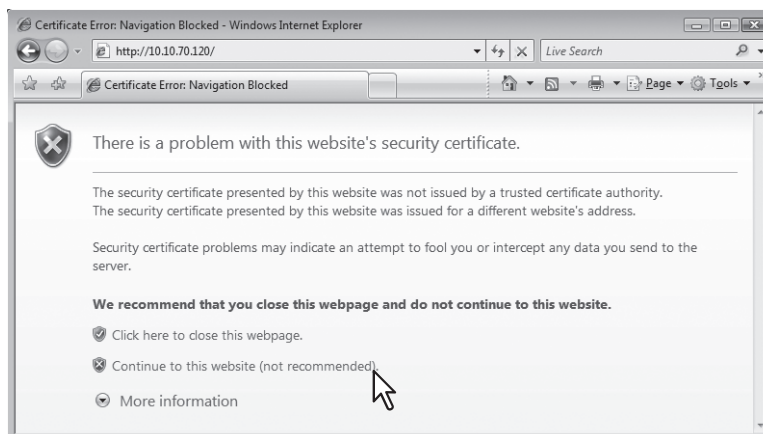 Certificate Error: Navigation Blocked - Windows Internet Explorer
http://10.10.70.120/
Live Search
Certificate Error: Navigation Blocked
Page
Tools
There is a problem with this website's security certificate.
The security certificate presented by this website was not issued by a trusted certificate authority.
The security certificate presented by this website was issued for a different website's address.
Security certificate problems may indicate an attempt to fool you or intercept any data you send to the
server.
We recommend that you close this webpage and do not continue to this website.
Click here to close this webpage.
Continue to this website (not recommended).
More information